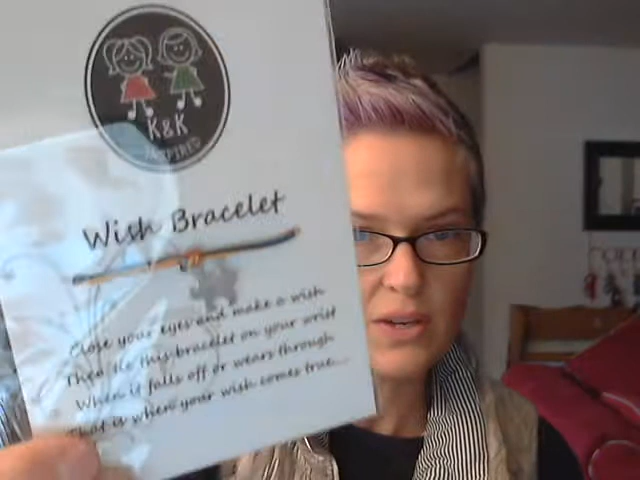 K&K
INSPIRED
Wish Bracelet
Close your eyes and make a wish
Then tie this bracelet on your wrist
When it falls off or wears through
That is when your wish comes true....